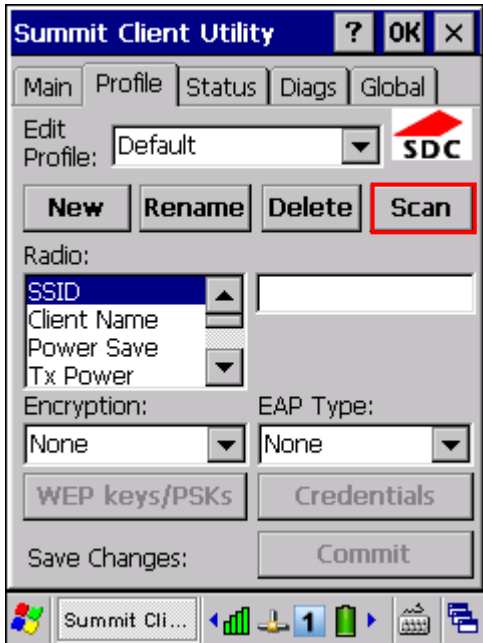 Summit Client Utility ? OK ×
Main Profile Status Diags Global
Edit Profile: Default
SDC
New Rename Delete Scan
Radio:
SSID
Client Name
Power Save
Tx Power
Encryption: EAP Type:
None None
WEP keys/PSKs Credentials
Save Changes: Commit
Summit Cli... 1